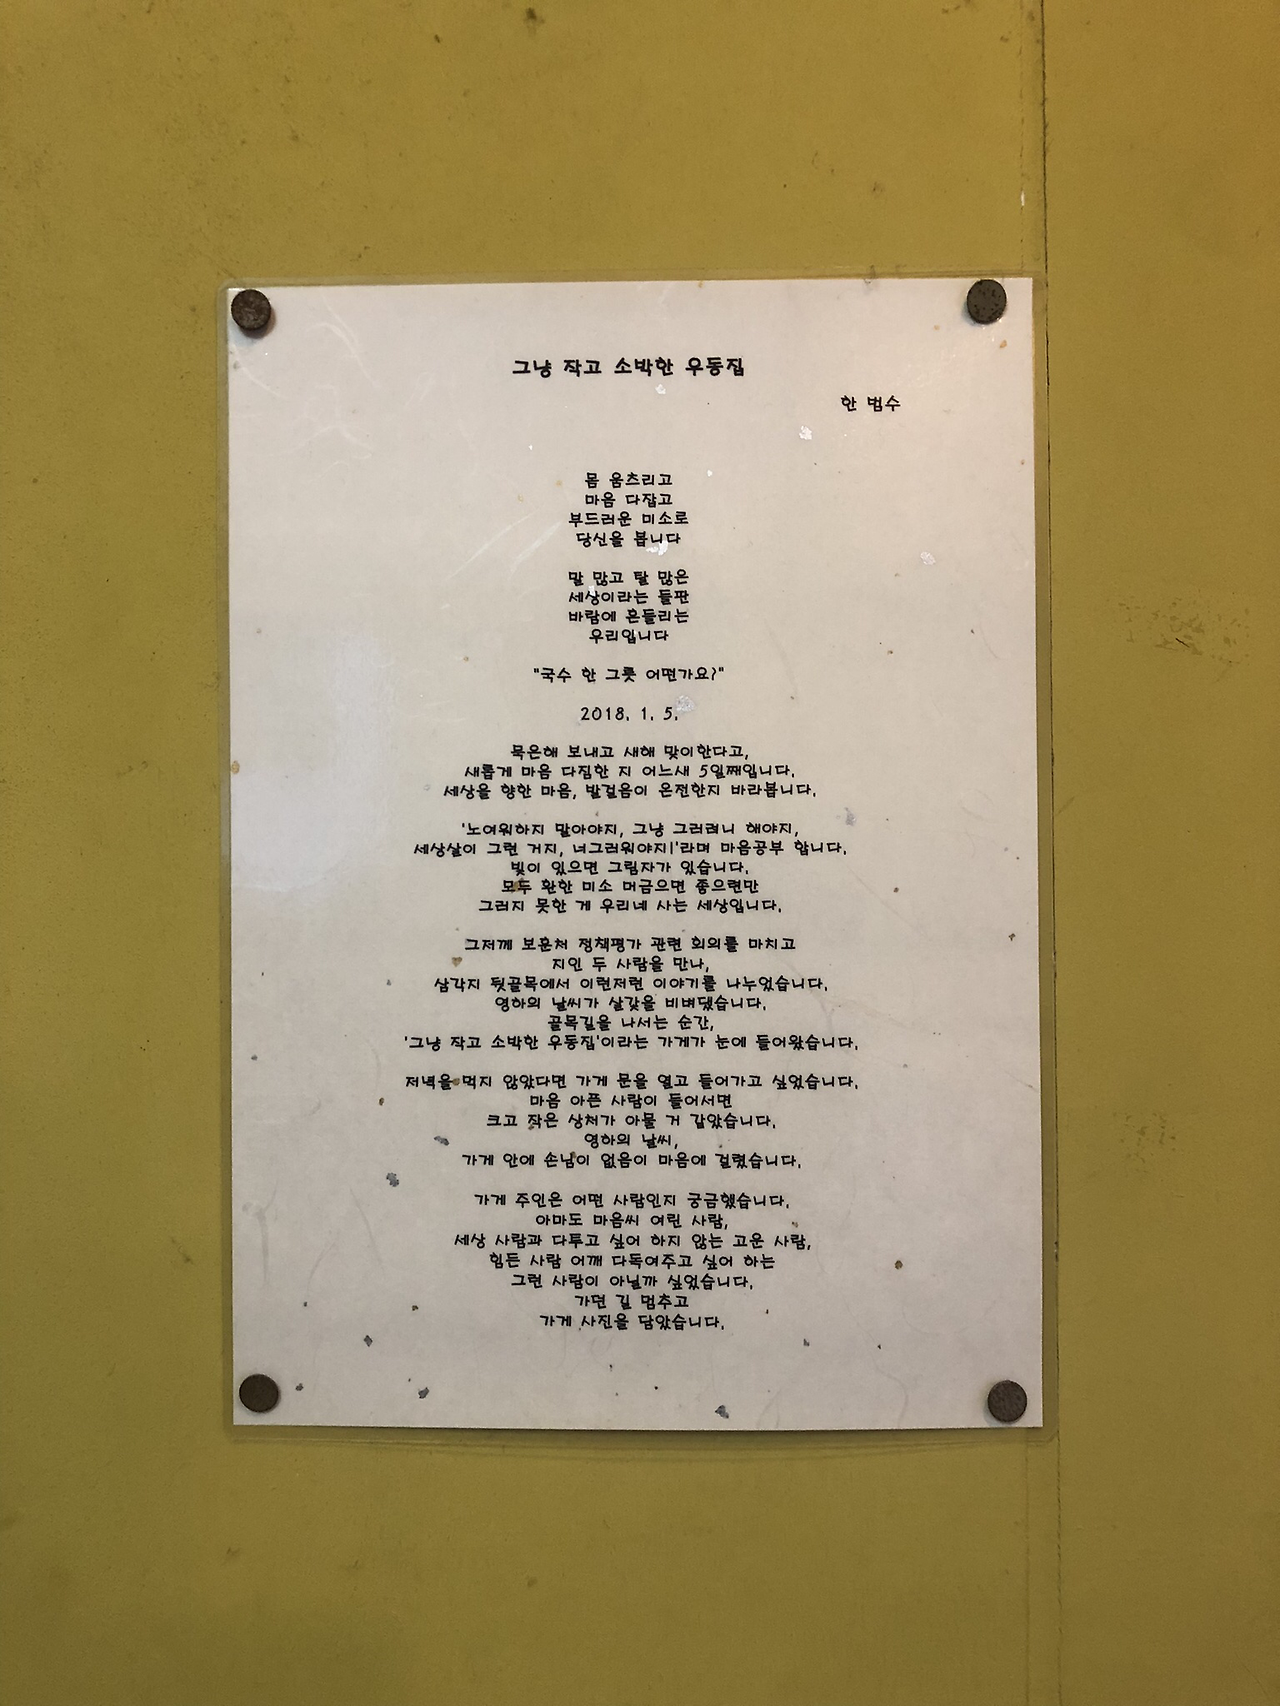 그냥 작고 소박한 우동집
한 범수
몸 움츠리고
마음 다잡고
부드러운 미소로
당신을 봅니다
말 많고 탈 많은
세상이라는 들판
바람에 흔들리는
우리입니다
"국수 한 그릇 어떤가요?"
2018. 1. 5.
묵은해 보내고 새해 맞이한다고,
새롭게 마음 다짐한 지 어느새 5일째입니다.
세상을 향한 마음, 발걸음이 온전한지 바라봅니다.
'노여워하지 말아야지, 그냥 그러려니 해야지,
세상살이 그런 거지, 너그러워야지!'라며 마음공부 합니다.
빛이 있으면 그림자가 있습니다.
모두 환한 미소 머금으면 좋으련만
그러지 못한 게 우리네 사는 세상입니다.
그저께 보훈처 정책평가 관련 회의를 마치고
지인 두 사람을 만나,
삼각지 뒷골목에서 이런저런 이야기를 나누었습니다.
영하의 날씨가 살갗을 비벼댔습니다.
골목길을 나서는 순간,
'그냥 작고 소박한 우동집'이라는 가게가 눈에 들어왔습니다.
저녁을 먹지 않았다면 가게 문을 열고 들어가고 싶었습니다.
마음 아픈 사람이 들어서면
크고 작은 상처가 아물 거 같았습니다.
영하의 날씨,
가게 안에 손님이 없음이 마음에 걸렸습니다.
가게 주인은 어떤 사람인지 궁금했습니다.
아마도 마음씨 여린 사람,
세상 사람과 다투고 싶어 하지 않는 고운 사람,
힘든 사람 어깨 다독여주고 싶어 하는
그런 사람이 아닐까 싶었습니다.
가던 길 멈추고
가게 사진을 담았습니다.